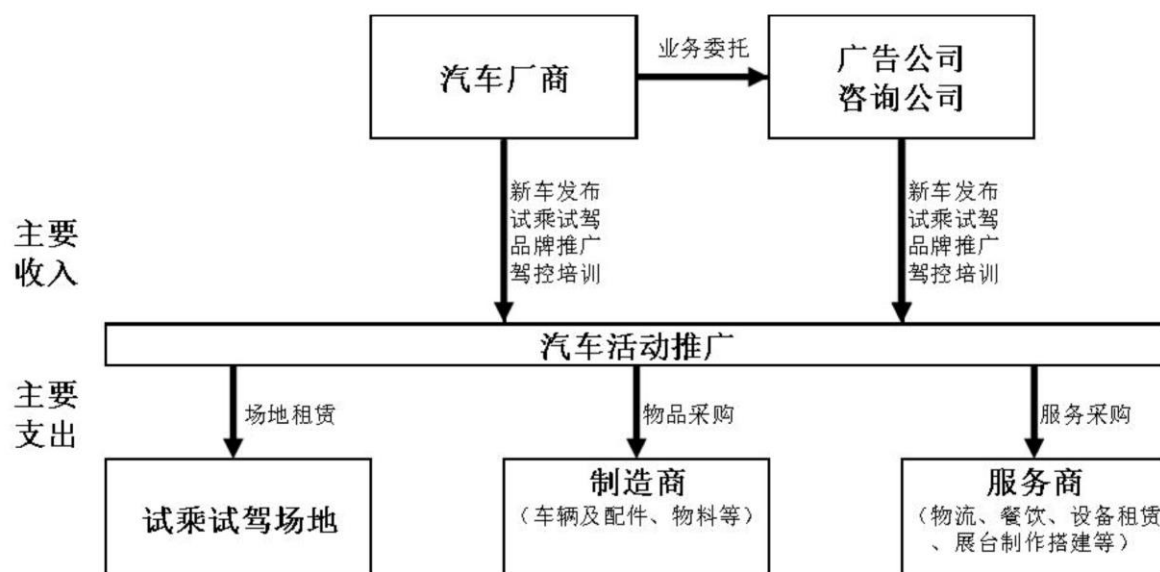 汽车厂商
业务委托
广告公司
咨询公司
主要
收入
新车发布
试乘试驾
品牌推广
驾控培训
新车发布
试乘试驾
品牌推广
驾控培训
汽车活动推广
主要
支出
场地租赁
物品采购
服务采购
试乘试驾场地
制造商
（车辆及配件、物料等）
服务商
（物流、餐饮、设备租赁
、展台制作搭建等）